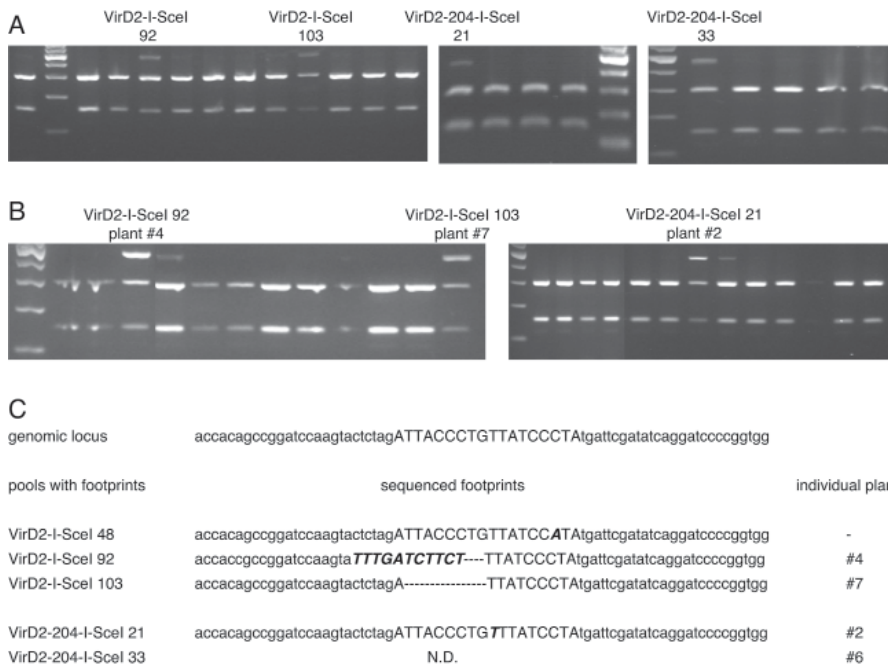 A
VirD2-I-SceI
92
VirD2-I-SceI
103
VirD2-204-I-SceI
21
VirD2-204-I-SceI
33
B
VirD2-I-SceI 92
plant #4
VirD2-I-SceI 103
plant #7
VirD2-204-I-SceI 21
plant #2
C
genomic locus accacagccggatccaagtactctagATTACCCTGTTATCCCTAtgattcgatatcaggatccccggtgg
pools with footprints sequenced footprints individual plan
VirD2-I-SceI 48 accacagccggatccaagtactctagATTACCCTGTTATCCATAtgattcgatatcaggatccccggtgg -
VirD2-I-SceI 92 accaccgccggatccaagtaTTTGATCTTCT----TTATCCCTAtgattcgatatcaggatccccggtgg #4
VirD2-I-SceI 103 accacagccggatccaagtactctagA----------------TTATCCCTAtgattcgatatcaggatccccggtgg #7
VirD2-204-I-SceI 21 accacagccggatccaagtactctagATTACCCTGTTTATCCTAtgattcgatatcaggatccccggtgg #2
VirD2-204-I-SceI 33 N.D. #6